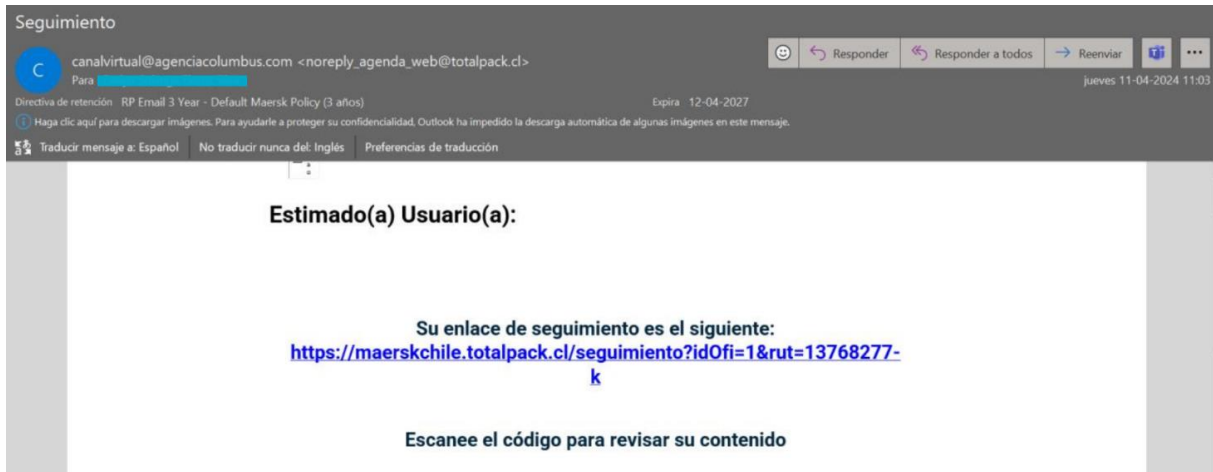 Seguimiento
C
canalvirtual@agenciacolumbus.com <noreply_agenda_web@totalpack.cl>
Para
Responder
Responder a todos
Reenviar
jueves 11-04-2024 11:03
Directiva de retención RP Email 3 Year - Default Maersk Policy (3 años)
Expira 12-04-2027
Haga clic aquí para descargar imágenes. Para ayudarle a proteger su confidencialidad, Outlook ha impedido la descarga automática de algunas imágenes en este mensaje.
Traducir mensaje a: Español
No traducir nunca del: Inglés
Preferencias de traducción
Estimado(a) Usuario(a):
Su enlace de seguimiento es el siguiente:
https://maerskchile.totalpack.cl/seguimiento?idOfi=1&rut=13768277-
k
Escanee el código para revisar su contenido